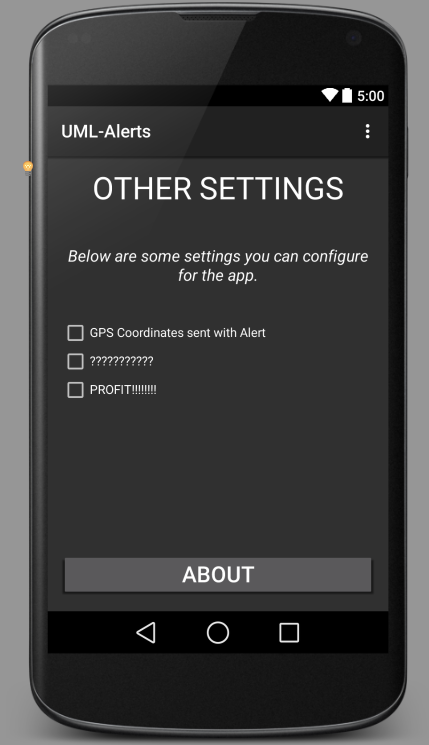 5:00
UML-Alerts
OTHER SETTINGS
Below are some settings you can configure
for the app.
GPS Coordinates sent with Alert
???????????
PROFIT!!!!!!!!
ABOUT